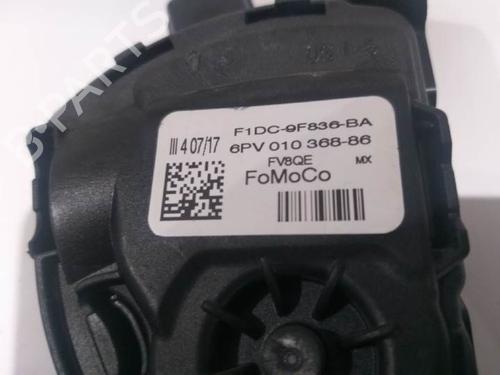 F1DC-9F836-BA
III 4 07/17
6PV 010 368-86
FV8QE MX
FoMoCo
B-PARTS